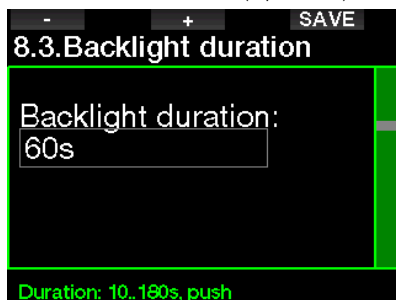 - + SAVE
8.3.Backlight duration
Backlight duration:
60s
Duration: 10..180s, push